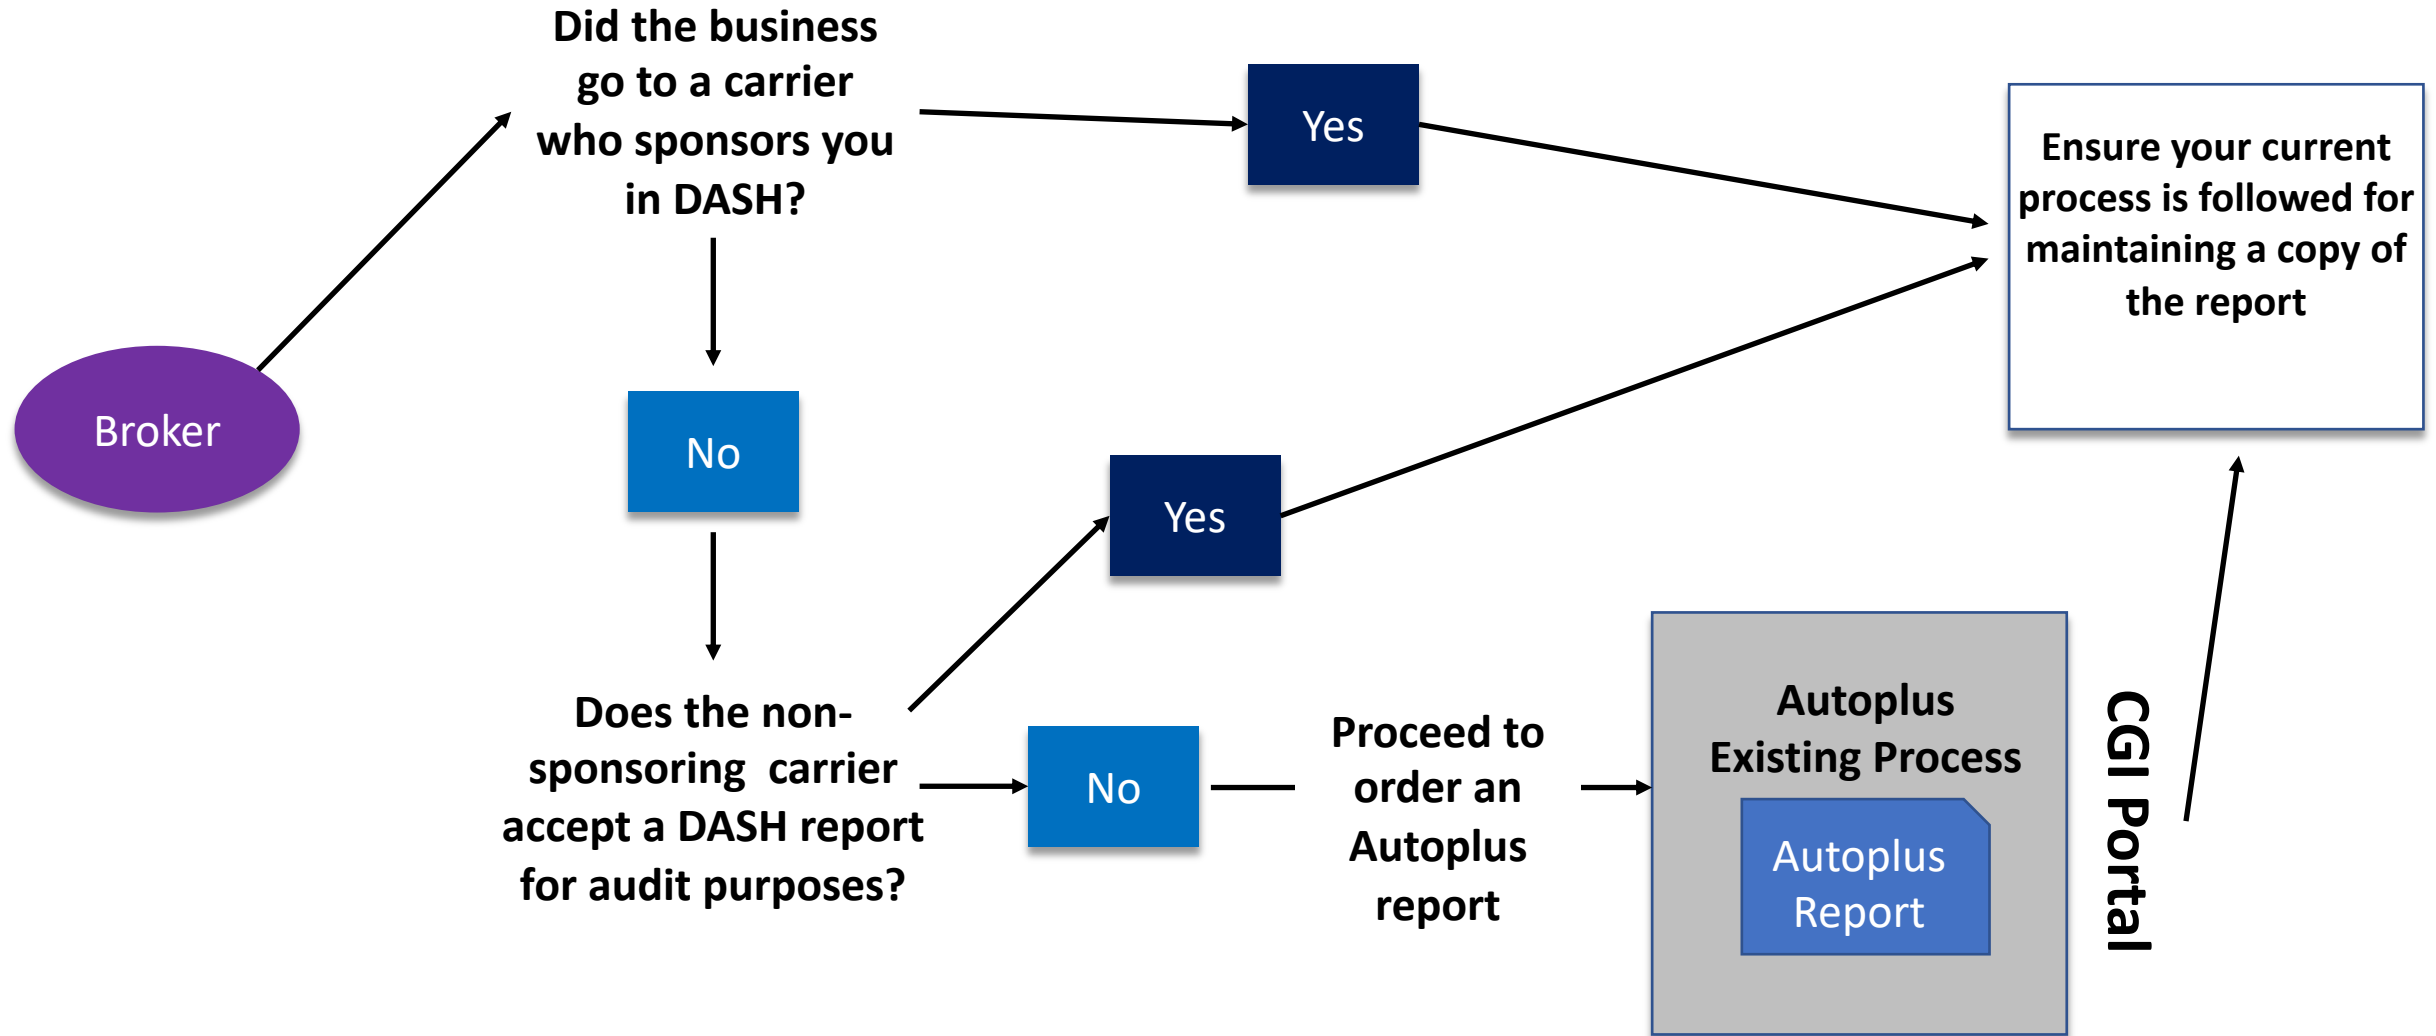 Did the business
go to a carrier
who sponsors you
in DASH?
Yes
Ensure your current
process is followed for
maintaining a copy of
the report
Broker
No
Yes
Does the non-
sponsoring  carrier
accept a DASH report
for audit purposes?
No
Proceed to
order an
Autoplus
report
Autoplus
Existing Process
Autoplus
Report
CGI Portal